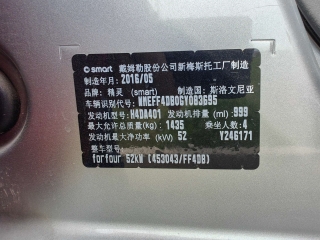 smart 戴姆勒股份公司新梅斯托工厂制造
制造年月: 2016/05
品牌: 精灵 (smart) 制造国: 斯洛文尼亚
车辆识别代号: WMEFF4DB0GY083695
发动机型号: H4DA401 发动机排量 (ml): 999
最大允许总质量(kg): 1435 乘坐人数: 4
发动机最大净功率 (kW) 52 YZ46171
整车型号:
forfour 52kW (453043/FF4DB)